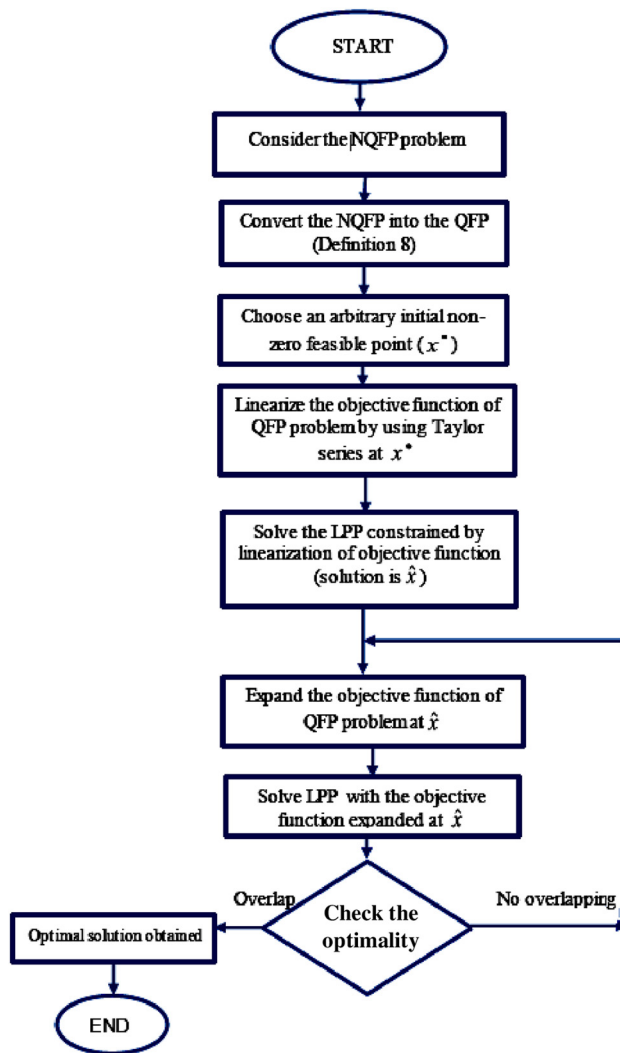 START
Consider the NQFP problem
Convert the NQFP into the QFP
(Definition 8)
Choose an arbitrary initial non-
zero feasible point (x*)
Linearize the objective function of
QFP problem by using Taylor
series at x*
Solve the LPP constrained by
linearization of objective function
(solution is x̂)
Expand the objective function of
QFP problem at x̂
Solve LPP with the objective
function expanded at x̂
Overlap
Check the
optimality
No overlapping
Optimal solution obtained
END